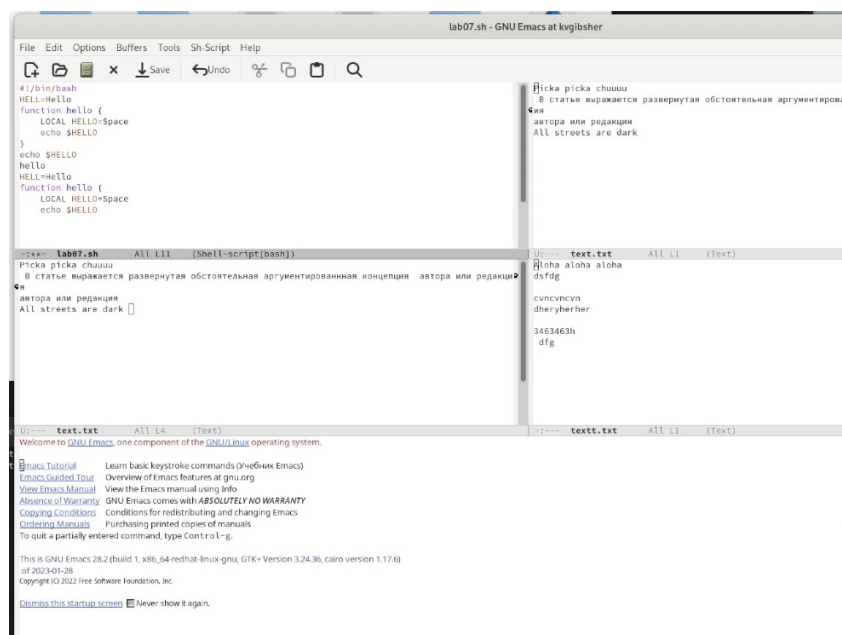 lab07.sh - GNU Emacs at kvgibsher
File Edit Options Buffers Tools Sh-Script Help
Save Undo
#!/bin/bash
HELL=Hello
function hello {
    LOCAL HELLO=Space
    echo $HELLO
}
echo $HELLO
hello
HELL=Hello
function hello {
    LOCAL HELLO=Space
    echo $HELLO
-:**- lab07.sh All L11 (Shell-script[bash])
Picka picka chuuuu
 В статье выражается развернутая обстоятельная аргументирова
ия
автора или редакция
All streets are dark
U:--- text.txt All L1 (Text)
Picka picka chuuuu
 В статье выражается развернутая обстоятельная аргументированнная концепция автора или редакци
я
автора или редакция
All streets are dark
U:--- text.txt All L4 (Text)
Aloha aloha aloha
dsfdg
cvncvncvn
dheryherher
3463463h
 dfg
-:--- textt.txt All L1 (Text)
Welcome to GNU Emacs, one component of the GNU/Linux operating system.
Emacs Tutorial Learn basic keystroke commands (Учебник Emacs)
Emacs Guided Tour Overview of Emacs features at gnu.org
View Emacs Manual View the Emacs manual using Info
Absence of Warranty GNU Emacs comes with ABSOLUTELY NO WARRANTY
Copying Conditions Conditions for redistributing and changing Emacs
Ordering Manuals Purchasing printed copies of manuals
To quit a partially entered command, type Control-g.
This is GNU Emacs 28.2 (build 1, x86_64-redhat-linux-gnu, GTK+ Version 3.24.36, cairo version 1.17.6)
 of 2023-01-28
Copyright (C) 2022 Free Software Foundation, Inc.
Dismiss this startup screen Never show it again.